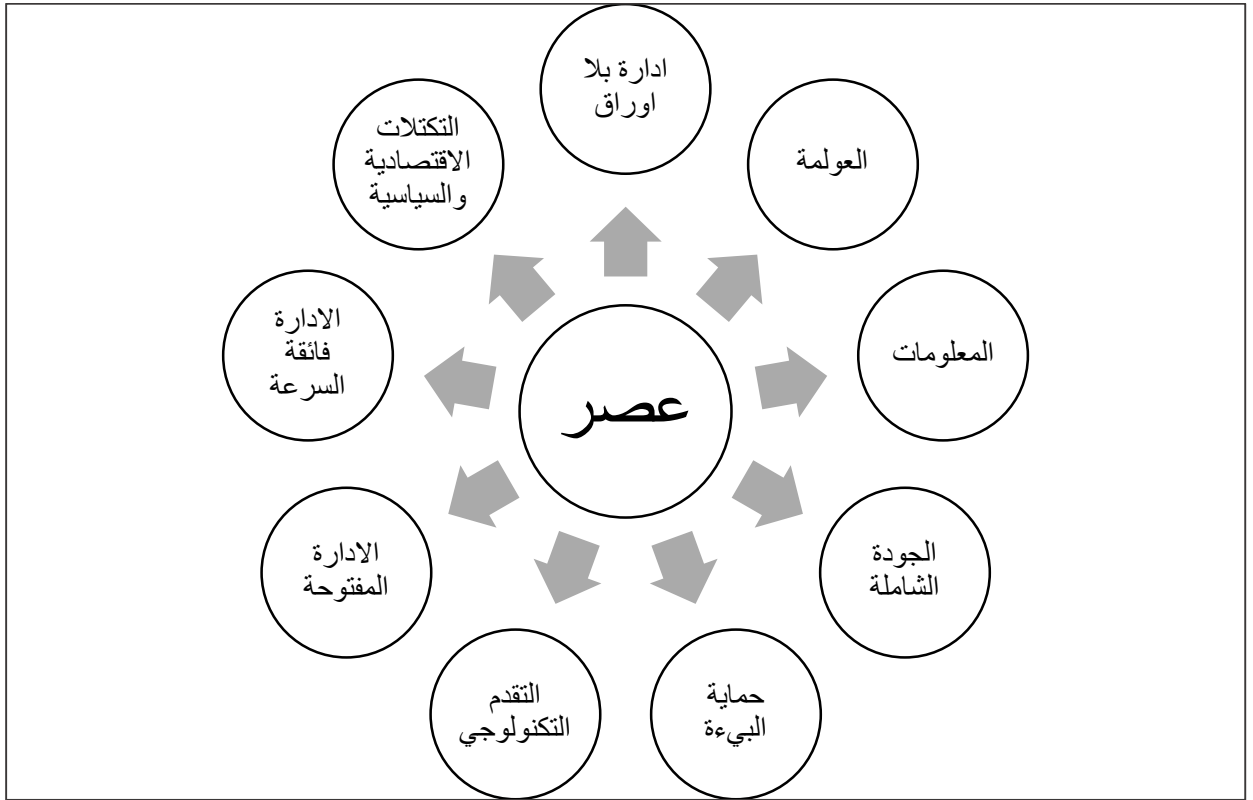 ادارة بلا
اوراق
العولمة
المعلومات
الجودة
الشاملة
حماية
البيءة
التقدم
التكنولوجي
الادارة
المفتوحة
الادارة
فائقة
السرعة
التكتلات
الاقتصادية
والسياسية
عصر